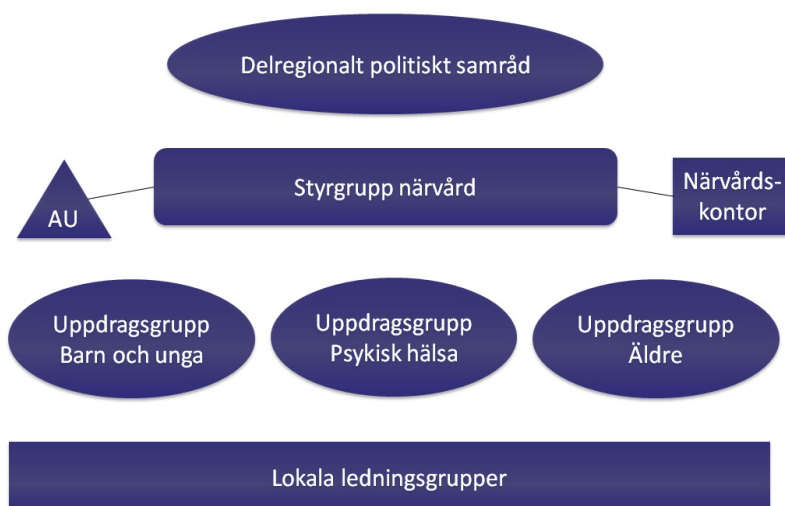 Delregionalt politiskt samråd
AU
Styrgrupp närvård
Närvårds-
kontor
Uppdragsgrupp
Barn och unga
Uppdragsgrupp
Psykisk hälsa
Uppdragsgrupp
Äldre
Lokala ledningsgrupper